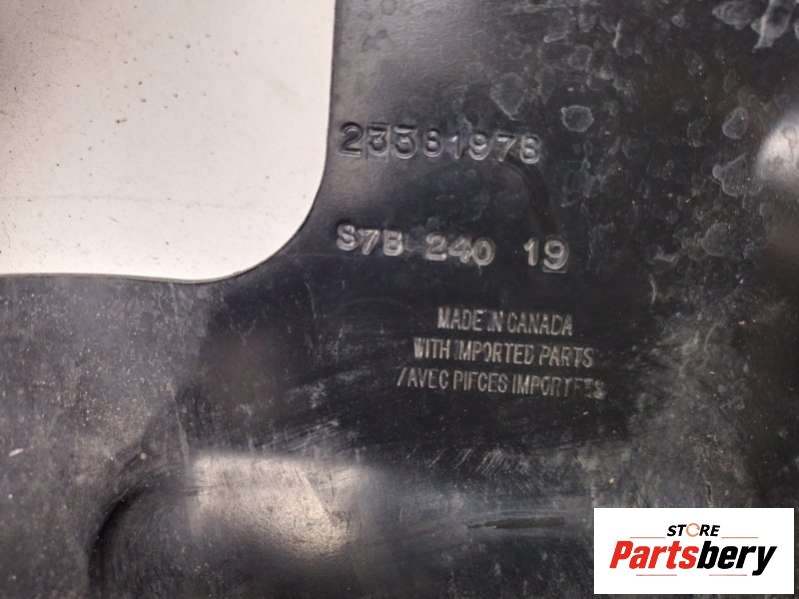 23381978
S7B 240 19
MADE IN CANADA
WITH IMPORTED PARTS
/AVEC PIECES IMPORTEES
STORE
Partsbery